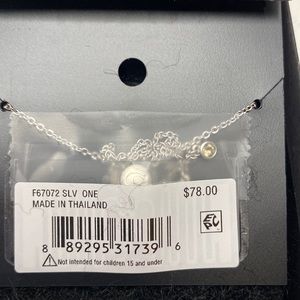 F67072 SLV ONE
MADE IN THAILAND
$78.00
8 89295 31739 6
Not intended for children 15 and under